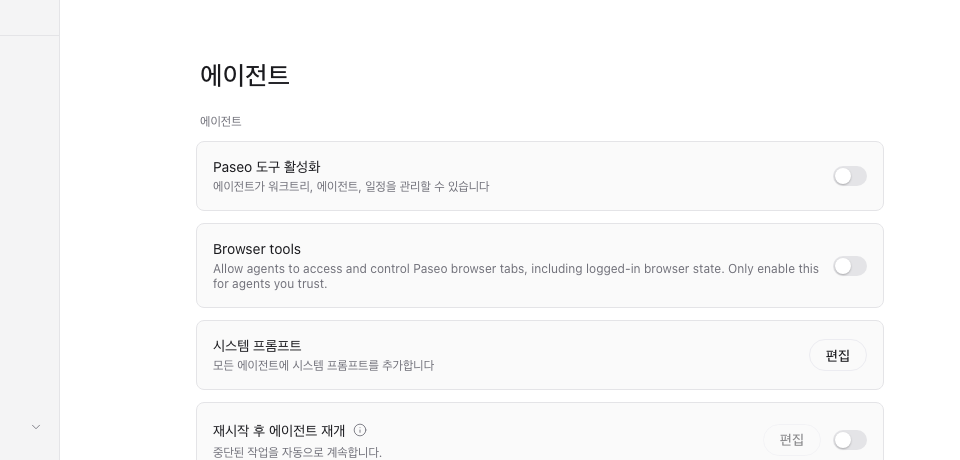 에이전트
에이전트
Paseo 도구 활성화
에이전트가 워크트리, 에이전트, 일정을 관리할 수 있습니다
Browser tools
Allow agents to access and control Paseo browser tabs, including logged-in browser state. Only enable this
for agents you trust.
시스템 프롬프트
모든 에이전트에 시스템 프롬프트를 추가합니다
편집
재시작 후 에이전트 재개
중단된 작업을 자동으로 계속합니다.
편집